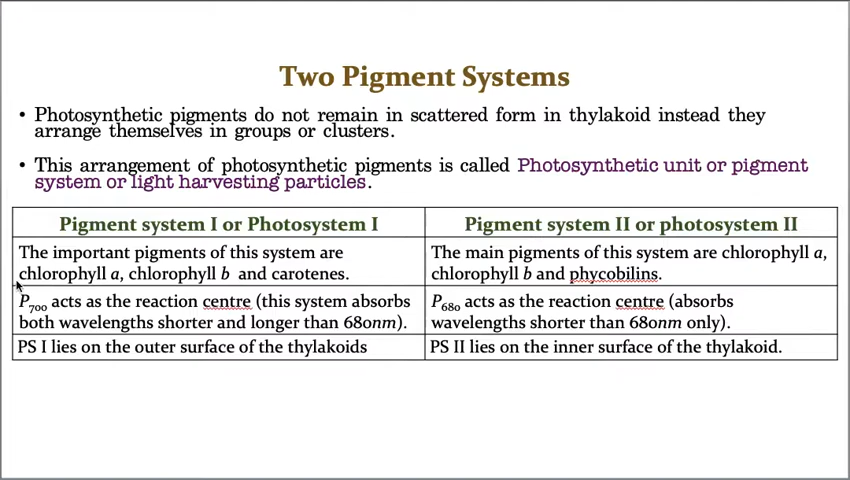 Two Pigment Systems
• Photosynthetic pigments do not remain in scattered form in thylakoid instead they
arrange themselves in groups or clusters.
• This arrangement of photosynthetic pigments is called Photosynthetic unit or pigment
system or light harvesting particles.
Pigment system I or Photosystem I
Pigment system II or photosystem II
The important pigments of this system are
chlorophyll a, chlorophyll b and carotenes.
The main pigments of this system are chlorophyll a,
chlorophyll b and phycobilins.
P₇₀₀ acts as the reaction centre (this system absorbs
both wavelengths shorter and longer than 680nm).
P₆₈₀ acts as the reaction centre (absorbs
wavelengths shorter than 680nm only).
PS I lies on the outer surface of the thylakoids
PS II lies on the inner surface of the thylakoid.